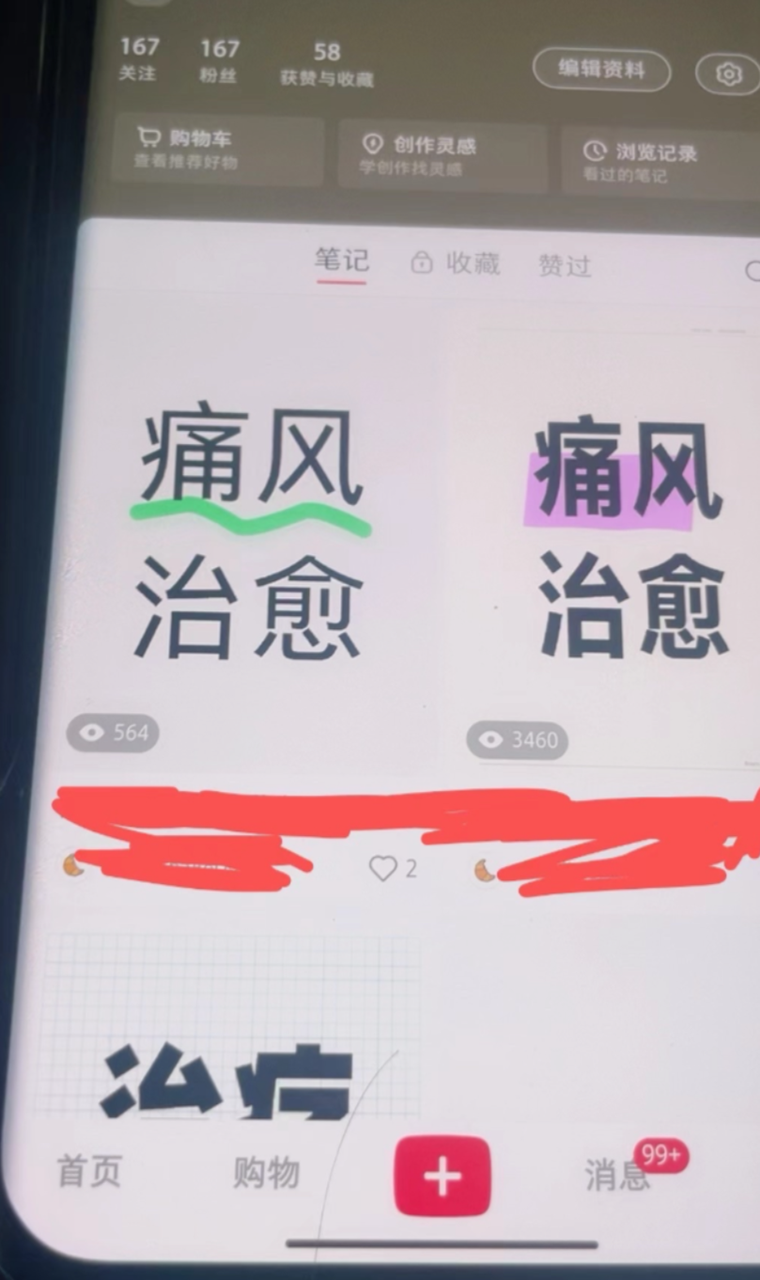 167 167 58
关注 粉丝 获赞与收藏
编辑资料
购物车 创作灵感 浏览记录
查看推荐好物 学创作找灵感 看过的笔记
笔记 收藏 赞过
痛风
治愈
564
痛风
治愈
3460
2
首页 购物 消息 99+